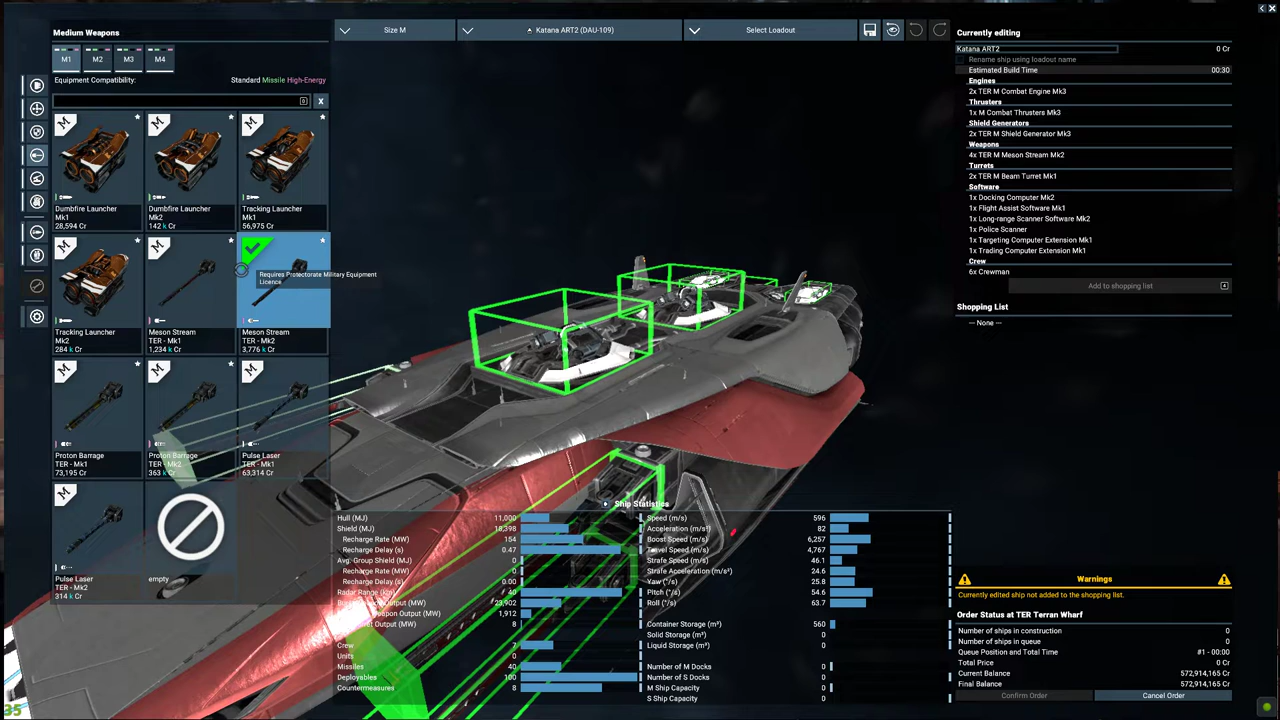 Medium Weapons
M1 M2 M3 M4
Equipment Compatibility: Standard Missile High-Energy
X
Dumbfire Launcher Mk1
28,594 Cr
Dumbfire Launcher Mk2
142 k Cr
Tracking Launcher Mk1
56,975 Cr
Tracking Launcher Mk2
284 k Cr
Meson Stream
1,234 k Cr
Requires Protectorate Military Equipment Licence
Meson Stream TER - Mk2
3,776 k Cr
Proton Barrage TER - Mk1
73,195 Cr
Proton Barrage TER - Mk2
363 k Cr
Pulse Laser TER - Mk1
63,314 Cr
Pulse Laser TER - Mk2
314 k Cr
empty
Size M
Katana ART2 (DAU-109)
Select Loadout
Ship Statistics
Hull (MJ) 11,000
Shield (MJ) 18,398
Recharge Rate (MW) 154
Recharge Delay (s) 0.47
Avg. Group Shield (MJ) 0
Recharge Rate (MW) 0
Recharge Delay (s) 0.00
Radar Range (km) 40
Output (MW) 23,902
Weapon Output (MW) 1,912
Output (MW) 8
Crew 7
Units 0
Missiles 40
Deployables 100
Countermeasures 8
Speed (m/s) 596
Acceleration (m/s²) 82
Boost Speed (m/s) 6,257
Travel Speed (m/s) 4,767
Strafe Speed (m/s) 46.1
Strafe Acceleration (m/s²) 24.6
Yaw (°/s) 25.8
Pitch (°/s) 54.6
Roll (°/s) 63.7
Container Storage (m³) 560
Solid Storage (m³) 0
Liquid Storage (m³) 0
Number of M Docks 0
Number of S Docks 0
M Ship Capacity 0
S Ship Capacity 0
Currently editing
Katana ART2 0 Cr
Rename ship using loadout name
Estimated Build Time 00:30
Engines
2x TER M Combat Engine Mk3
Thrusters
1x M Combat Thrusters Mk3
Shield Generators
2x TER M Shield Generator Mk3
Weapons
4x TER M Meson Stream Mk2
Turrets
2x TER M Beam Turret Mk1
Software
1x Docking Computer Mk2
1x Flight Assist Software Mk1
1x Long-range Scanner Software Mk2
1x Police Scanner
1x Targeting Computer Extension Mk1
1x Trading Computer Extension Mk1
Crew
6x Crewman
Add to shopping list
Shopping List
--- None ---
Warnings
Currently edited ship not added to the shopping list.
Order Status at TER Terran Wharf
Number of ships in construction 0
Number of ships in queue 0
Queue Position and Total Time #1 - 00:00
Total Price 0 Cr
Current Balance 572,914,165 Cr
Final Balance 572,914,165 Cr
Confirm Order Cancel Order
35